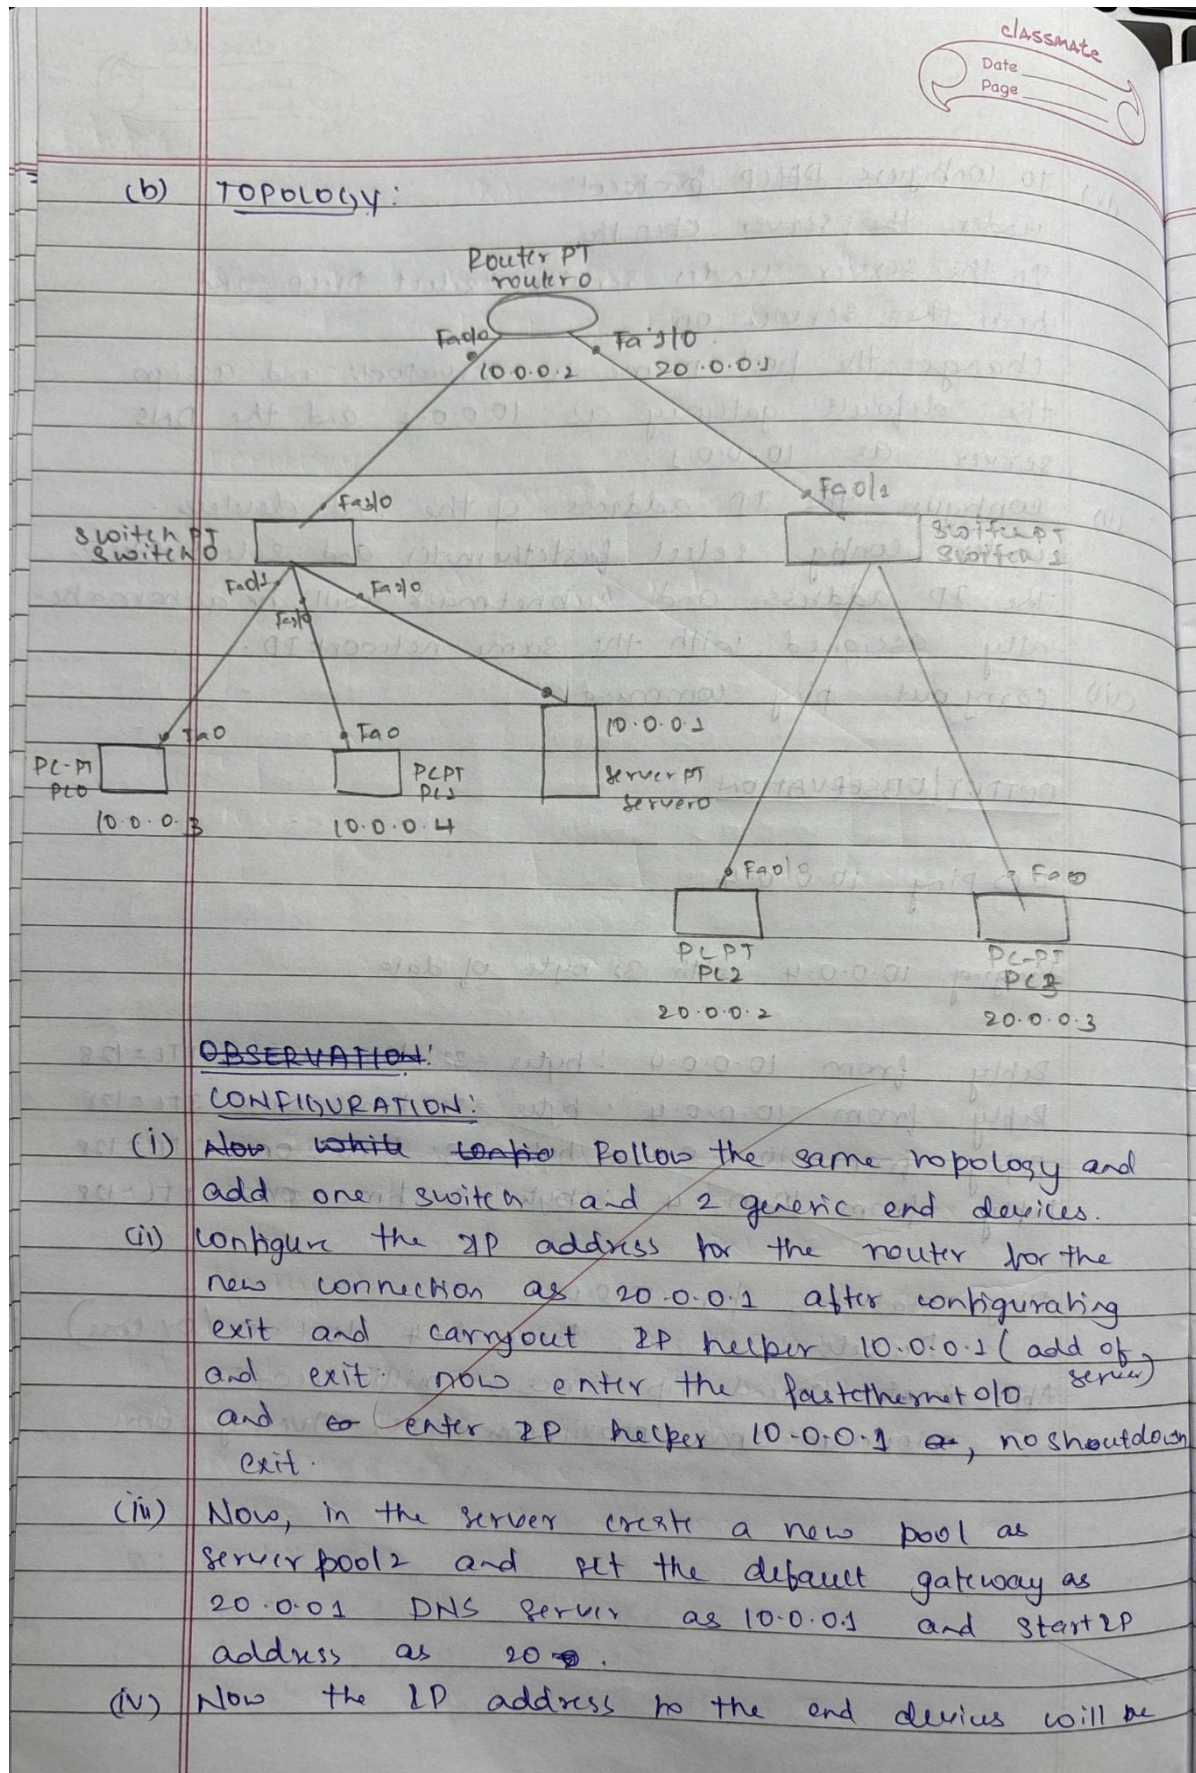 classmate
Date
Page
(b) TOPOLOGY:
Router PT
router0
Fa0/0 Fa1/0
10.0.0.2 20.0.0.1
Fa3/0 Fa0/1
Switch PT Switch PT
Switch 0 Switch 1
Fa0/1 Fa2/0
Fa1/0
Fa0 Fa0 10.0.0.1
PC-PT PCPT Server PT
PC0 PC1 Server0
10.0.0.3 10.0.0.4
Fa0/3 Fa0
PCPT PC-PT
PC2 PC3
20.0.0.2 20.0.0.3
OBSERVATION:
CONFIGURATION:
(i) Now while config Follow the same ropology and
add one switch and 2 generic end devices.
(ii) configure the IP address for the router for the
new connection as 20.0.0.1 after configurating
exit and carryout IP helper 10.0.0.1 (add of
server)
and exit. now enter the fastethernet 0/0
and enter IP helper 10.0.0.1 , no shoutdown
exit.
(iii) Now, in the server create a new pool as
serverpool2 and set the default gateway as
20.0.01 DNS server as 10.0.0.1 and start IP
address as 20 .
(iv) Now the IP address to the end devices will be